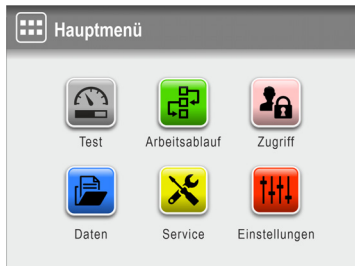 Hauptmenü
Test Arbeitsablauf Zugriff
Daten Service Einstellungen